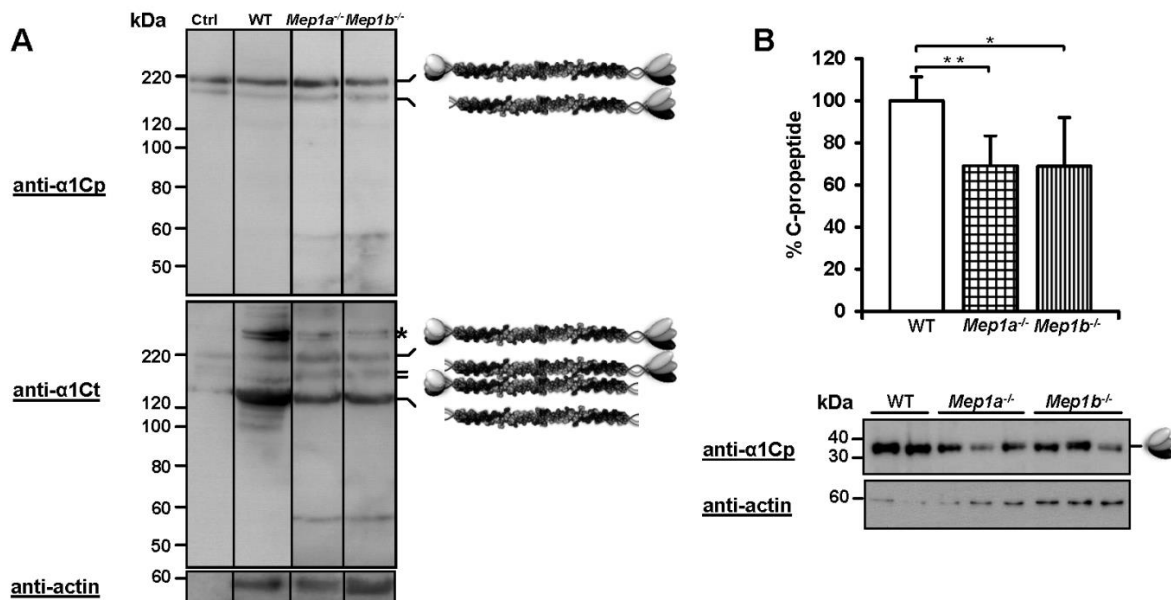 A
kDa
Ctrl WT Mep1a-/- Mep1b-/-
220
120
100
80
60
50
anti-α1Cp
220
120
100
80
60
50
anti-α1Ct
*
60
anti-actin
B
*
**
120
100
80
60
40
20
0
% C-propeptide
WT Mep1a-/- Mep1b-/-
kDa WT Mep1a-/- Mep1b-/-
anti-α1Cp 40
30
anti-actin 60